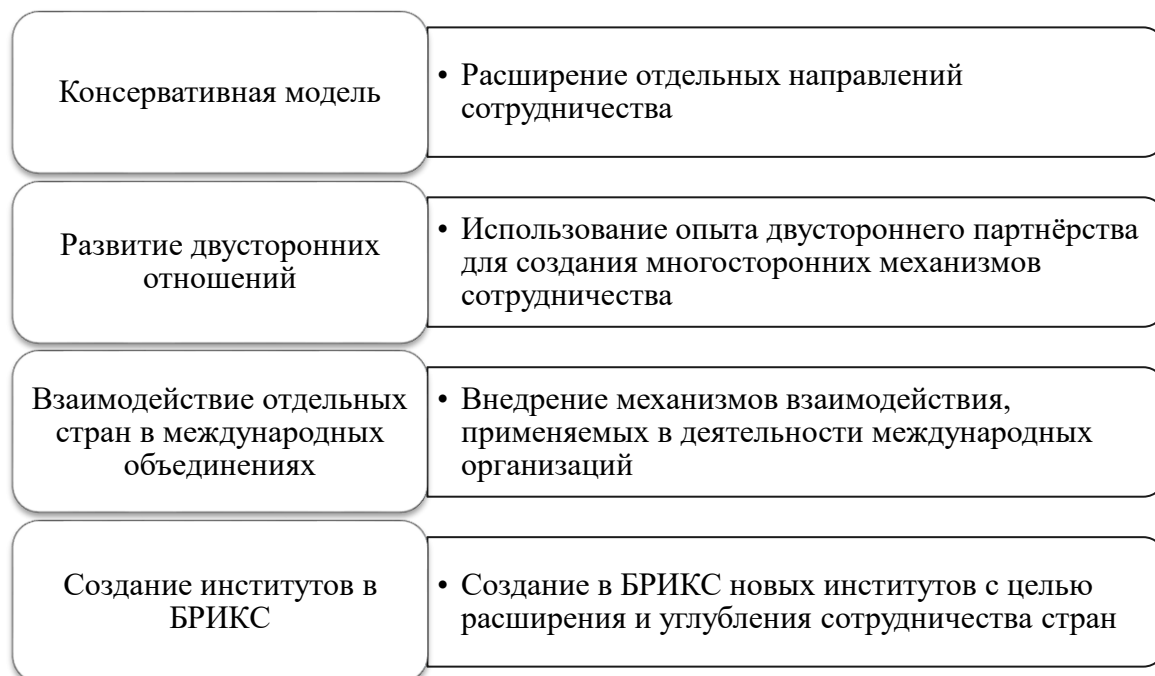 Консервативная модель
• Расширение отдельных направлений
сотрудничества
Развитие двусторонних
отношений
• Использование опыта двустороннего партнёрства
для создания многосторонних механизмов
сотрудничества
Взаимодействие отдельных
стран в международных
объединениях
• Внедрение механизмов взаимодействия,
применяемых в деятельности международных
организаций
Создание институтов в
БРИКС
• Создание в БРИКС новых институтов с целью
расширения и углубления сотрудничества стран